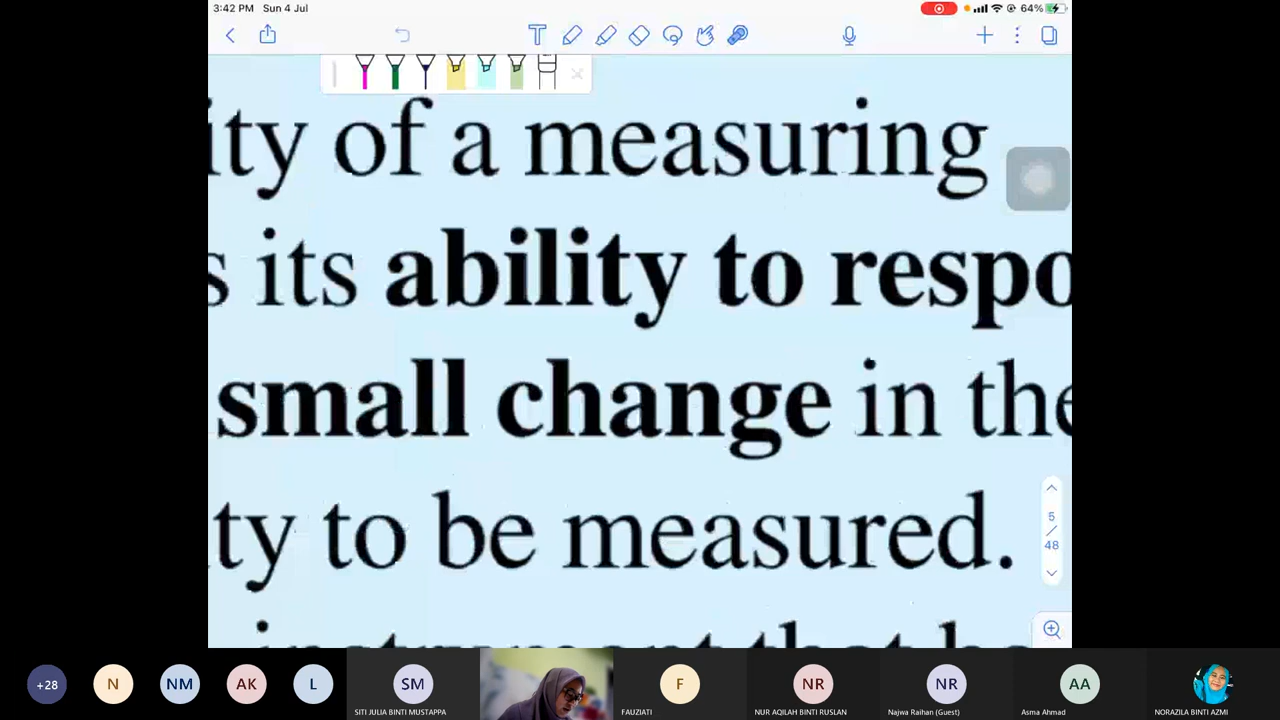 3:42 PM Sun 4 Jul
64%
ity of a measuring
s its ability to respo
small change in the
ty to be measured.
5
/
48
+28
N
NM
AK
L
SM
F
NR
NR
AA
SITI JULIA BINTI MUSTAPPA
FAUZIATI
NUR AQILAH BINTI RUSLAN
Najwa Raihan (Guest)
Asma Ahmad
NORAZILA BINTI AZMI